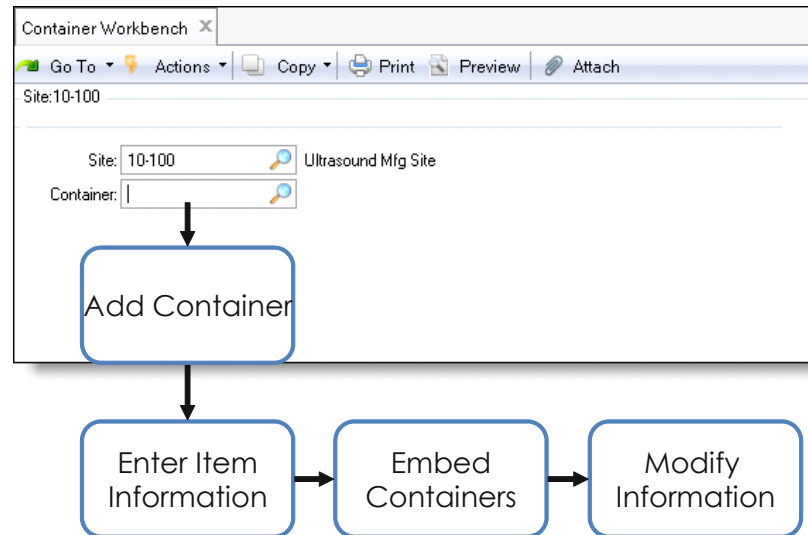 Container Workbench
Go To Actions Copy Print Preview Attach
Site:10-100
Site: 10-100 Ultrasound Mfg Site
Container:
Add Container
Enter Item
Information
Embed
Containers
Modify
Information